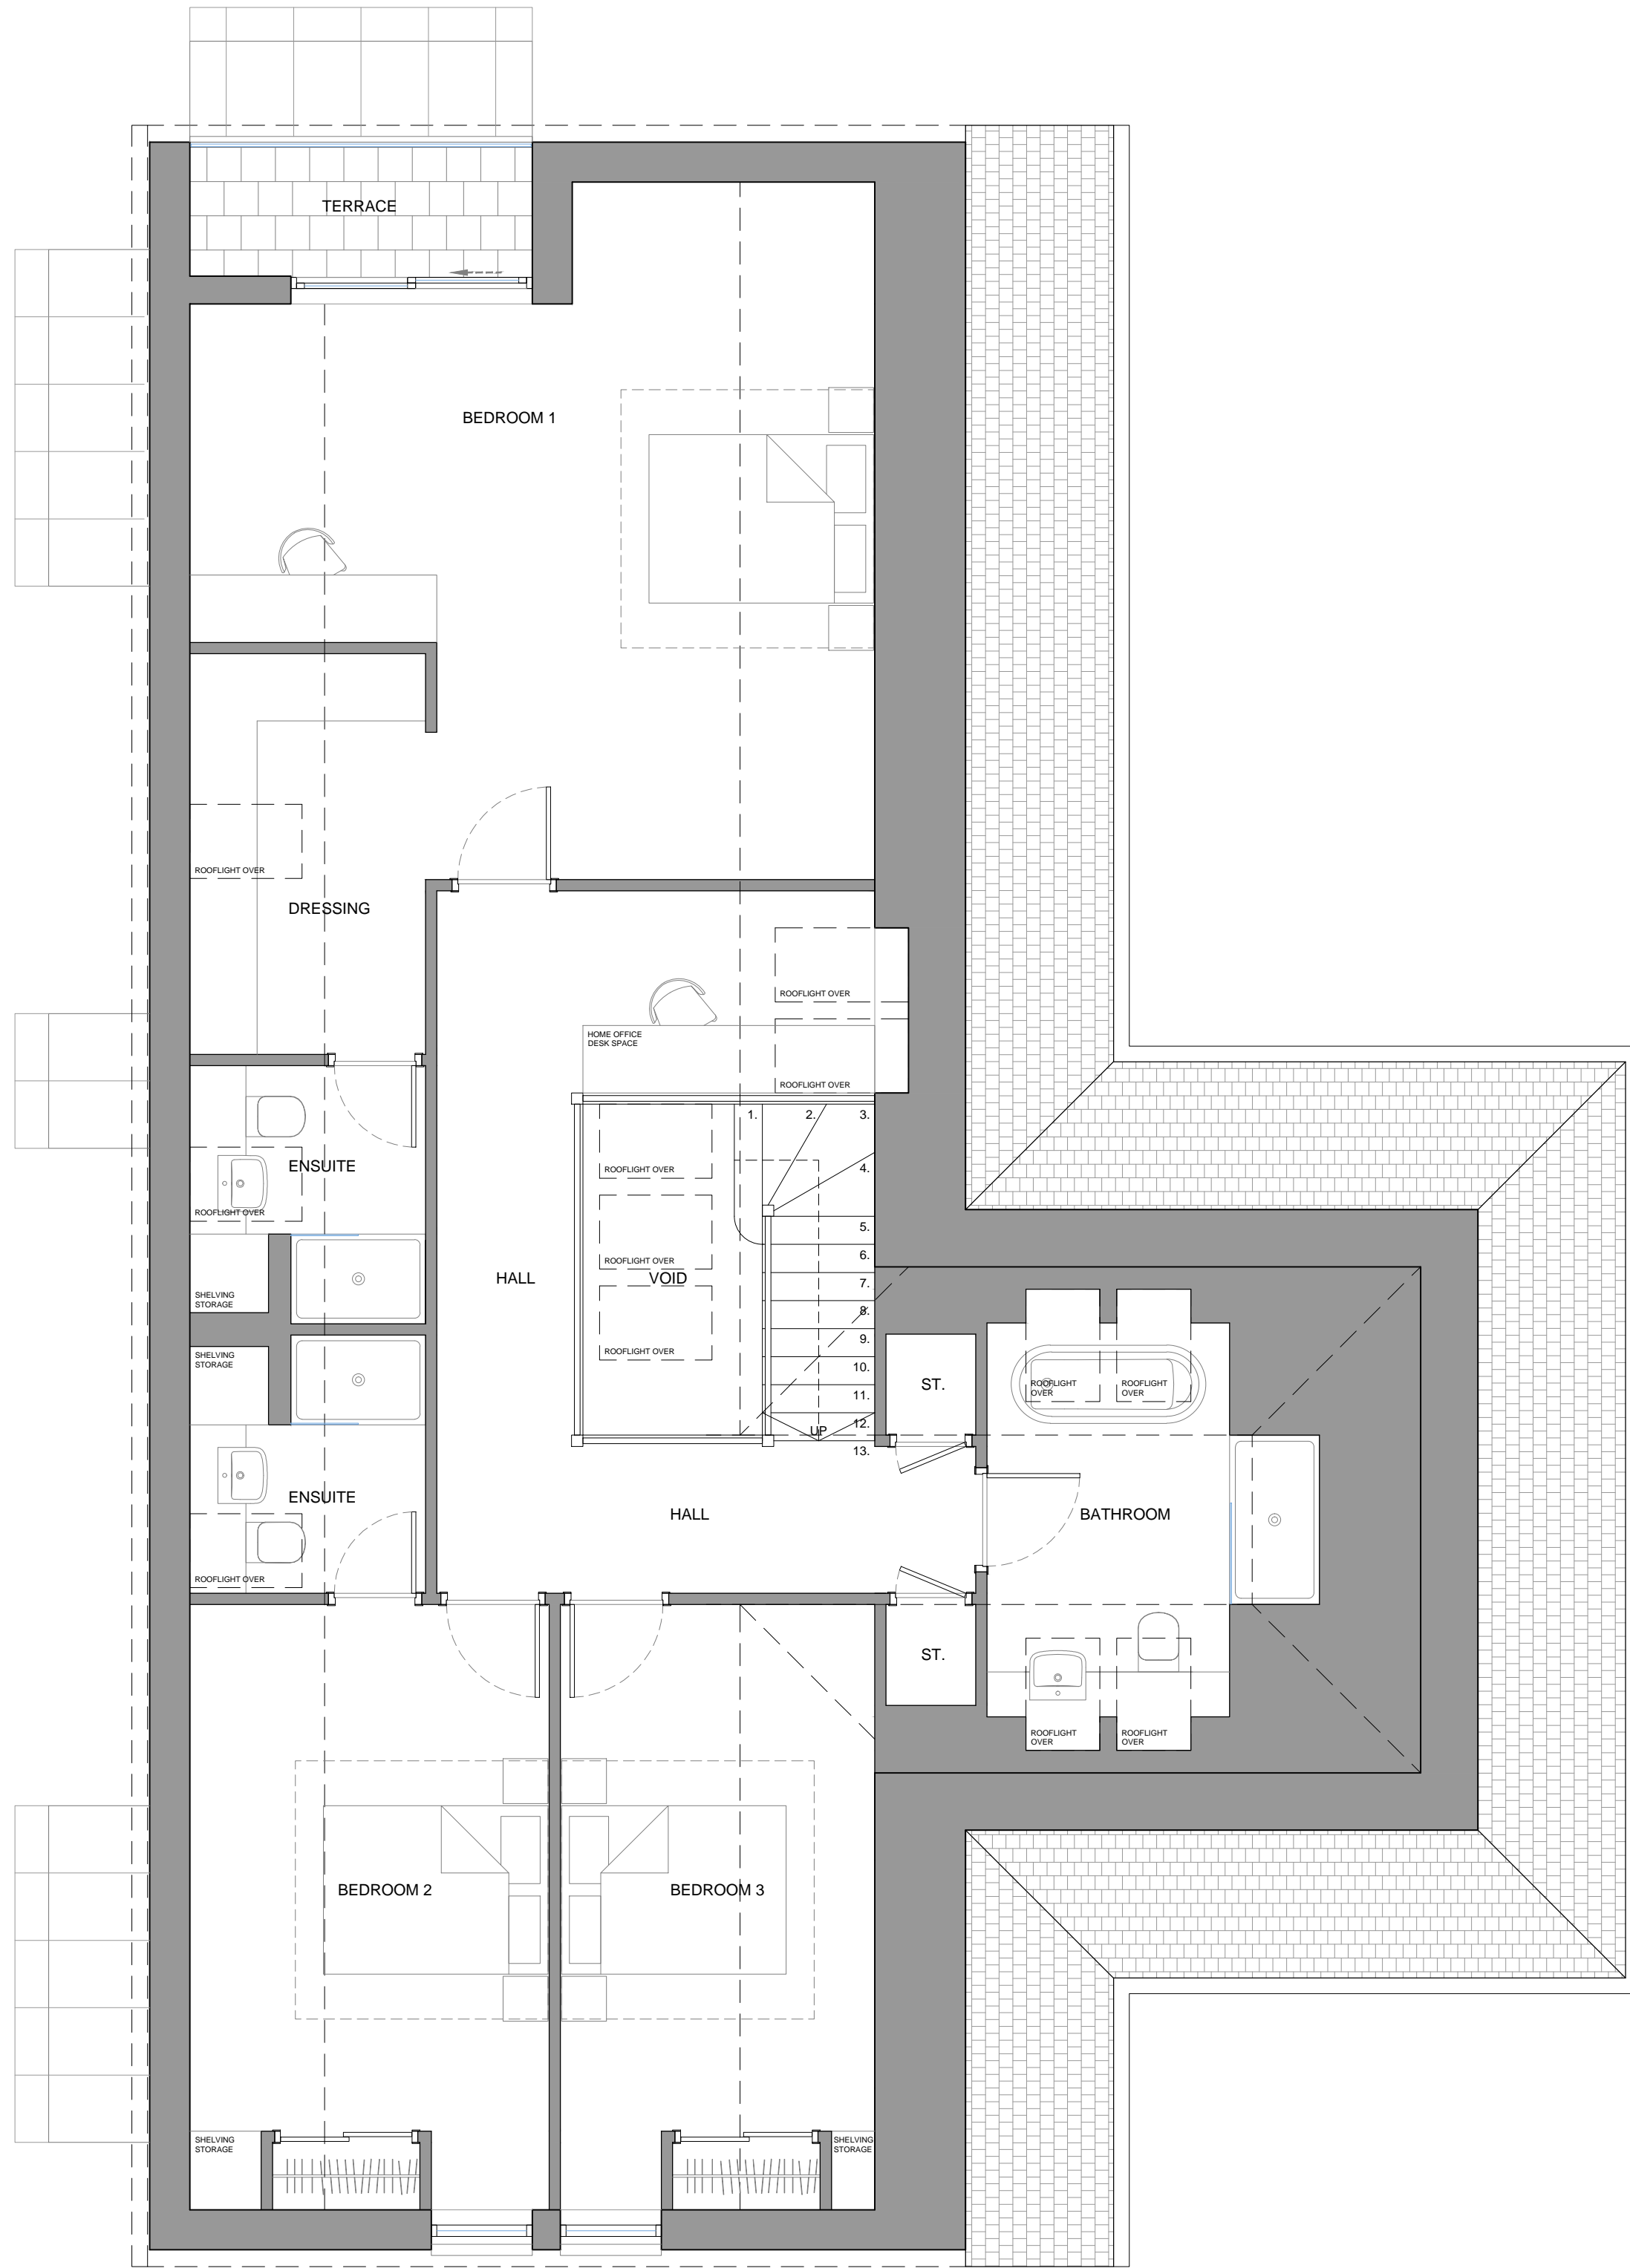 TERRACE
BEDROOM 1
ROOFLIGHT OVER
DRESSING
ROOFLIGHT OVER
HOME OFFICE
DESK SPACE
ROOFLIGHT OVER
1.
2.
3.
4.
ENSUITE
ROOFLIGHT OVER
ROOFLIGHT OVER
5.
6.
ROOFLIGHT OVER
HALL
VOID
7.
8.
SHELVING
STORAGE
9.
ROOFLIGHT OVER
SHELVING
STORAGE
10.
11.
ST.
ROOFLIGHT
OVER
ROOFLIGHT
OVER
12.
UP
13.
ENSUITE
HALL
BATHROOM
ROOFLIGHT OVER
ST.
ROOFLIGHT
OVER
ROOFLIGHT
OVER
BEDROOM 2
BEDROOM 3
SHELVING
STORAGE
SHELVING
STORAGE